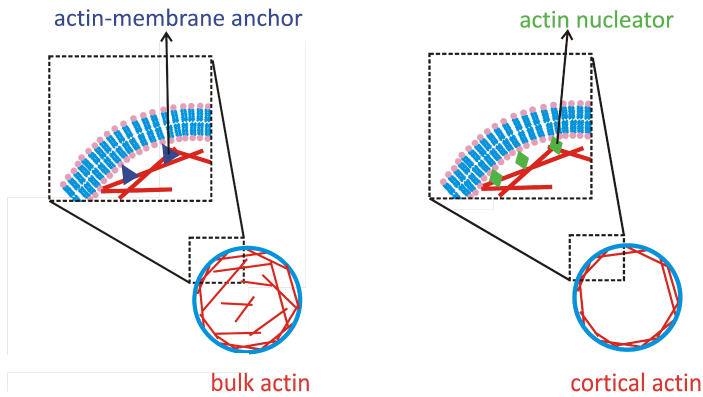 actin-membrane anchor
actin nucleator
bulk actin
cortical actin